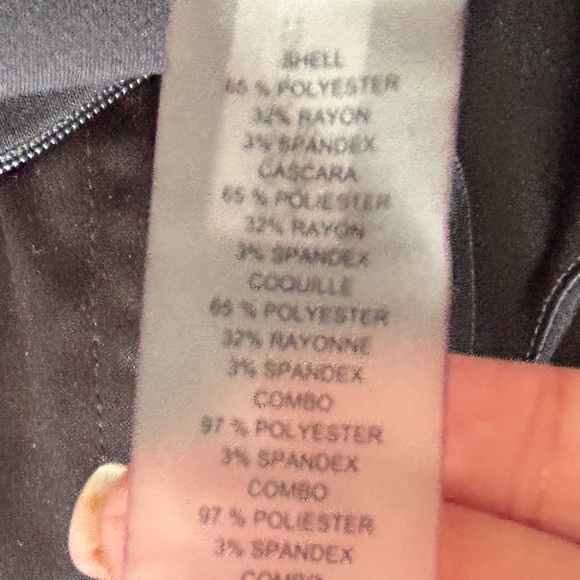 SHELL
65 % POLYESTER
32% RAYON
3% SPANDEX
CASCARA
65 % POLIESTER
32% RAYON
3% SPANDEX
COQUILLE
65 % POLYESTER
32% RAYONNE
3% SPANDEX
COMBO
97 % POLYESTER
3% SPANDEX
COMBO
97 % POLIESTER
3% SPANDEX
COMBO